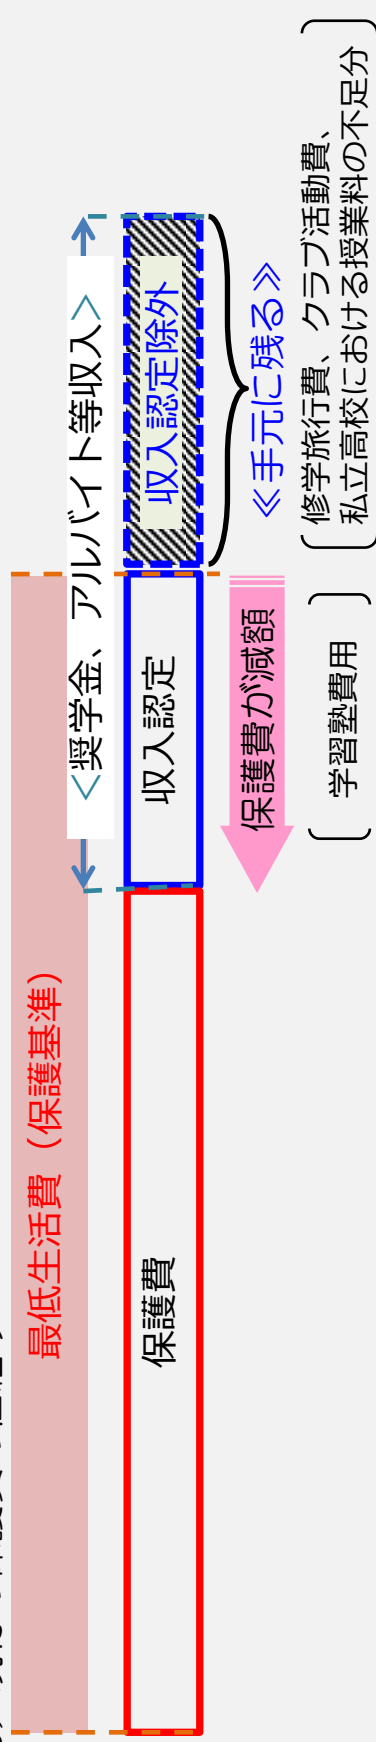 最低生活費（保護基準）
＜奨学金、アルバイト等収入＞
保護費
収入認定
収入認定除外
保護費が減額
≪手元に残る≫
学習塾費用
修学旅行費、クラブ活動費、
私立高校における授業料の不足分